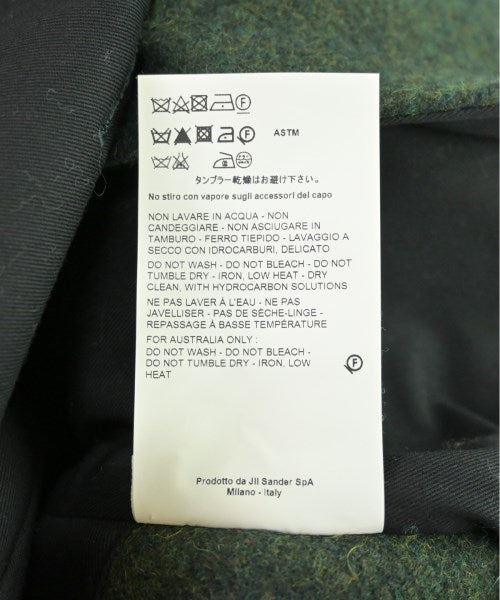 F
F ASTM
タンブラー乾燥はお避け下さい。
No stiro con vapore sugli accessori del capo
NON LAVARE IN ACQUA - NON
CANDEGGIARE - NON ASCIUGARE IN
TAMBURO - FERRO TIEPIDO - LAVAGGIO A
SECCO CON IDROCARBURI, DELICATO
DO NOT WASH - DO NOT BLEACH - DO NOT
TUMBLE DRY - IRON, LOW HEAT - DRY
CLEAN, WITH HYDROCARBON SOLUTIONS
NE PAS LAVER À L'EAU - NE PAS
JAVELLISER - PAS DE SÈCHE-LINGE -
REPASSAGE À BASSE TEMPÉRATURE
FOR AUSTRALIA ONLY :
DO NOT WASH - DO NOT BLEACH -
DO NOT TUMBLE DRY - IRON, LOW
HEAT
F
Prodotto da Jil Sander SpA
Milano - Italy